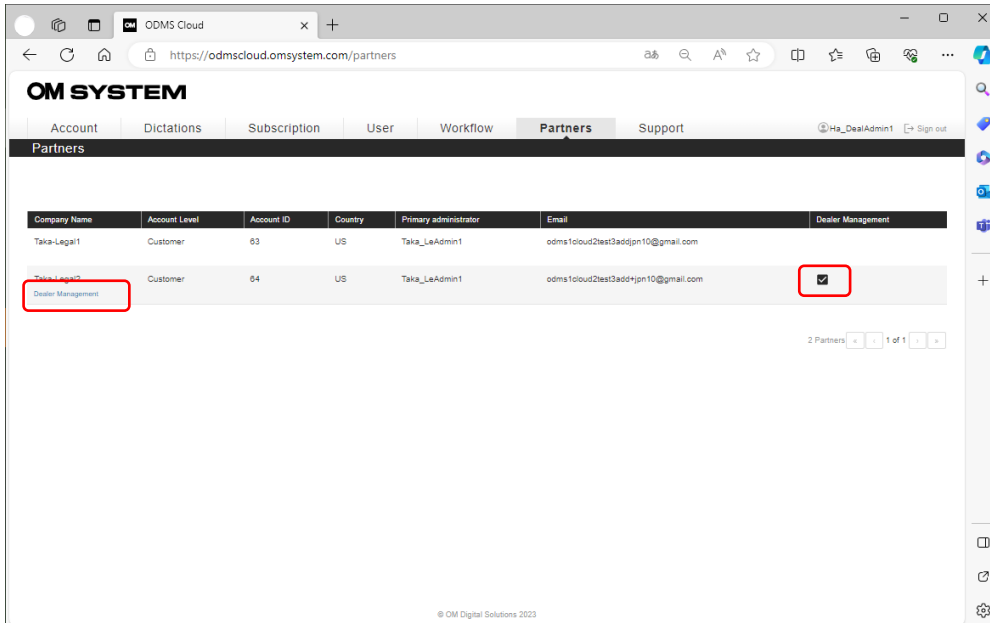 OM ODMS Cloud
https://odmscloud.omsystem.com/partners
OM SYSTEM
Account Dictations Subscription User Workflow Partners Support Ha_DealAdmin1 Sign out
Partners
Company Name Account Level Account ID Country Primary administrator Email Dealer Management
Taka-Legal1 Customer 63 US Taka_LeAdmin1 odms1cloud2test3addjpn10@gmail.com
Taka-Legal2 Customer 64 US Taka_LeAdmin1 odms1cloud2test3add+jpn10@gmail.com
Dealer Management
2 Partners « ‹ 1 of 1 › »
© OM Digital Solutions 2023